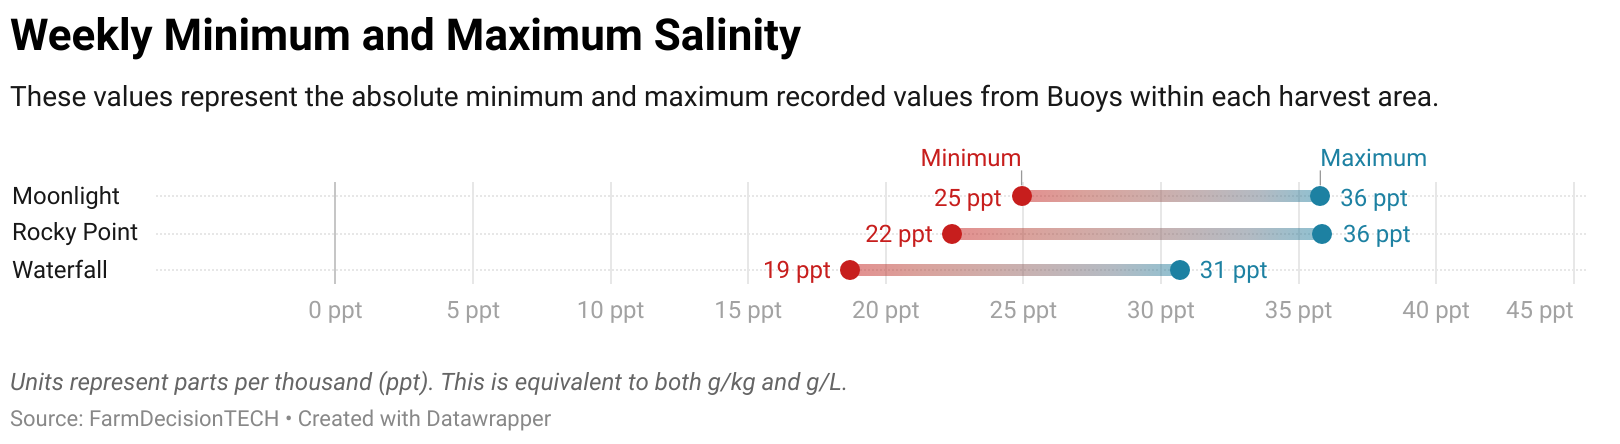 Weekly Minimum and Maximum Salinity
These values represent the absolute minimum and maximum recorded values from Buoys within each harvest area.
Minimum Maximum
Moonlight 25 ppt 36 ppt
Rocky Point 22 ppt 36 ppt
Waterfall 19 ppt 31 ppt
0 ppt 5 ppt 10 ppt 15 ppt 20 ppt 25 ppt 30 ppt 35 ppt 40 ppt 45 ppt
Units represent parts per thousand (ppt). This is equivalent to both g/kg and g/L.
Source: FarmDecisionTECH • Created with Datawrapper